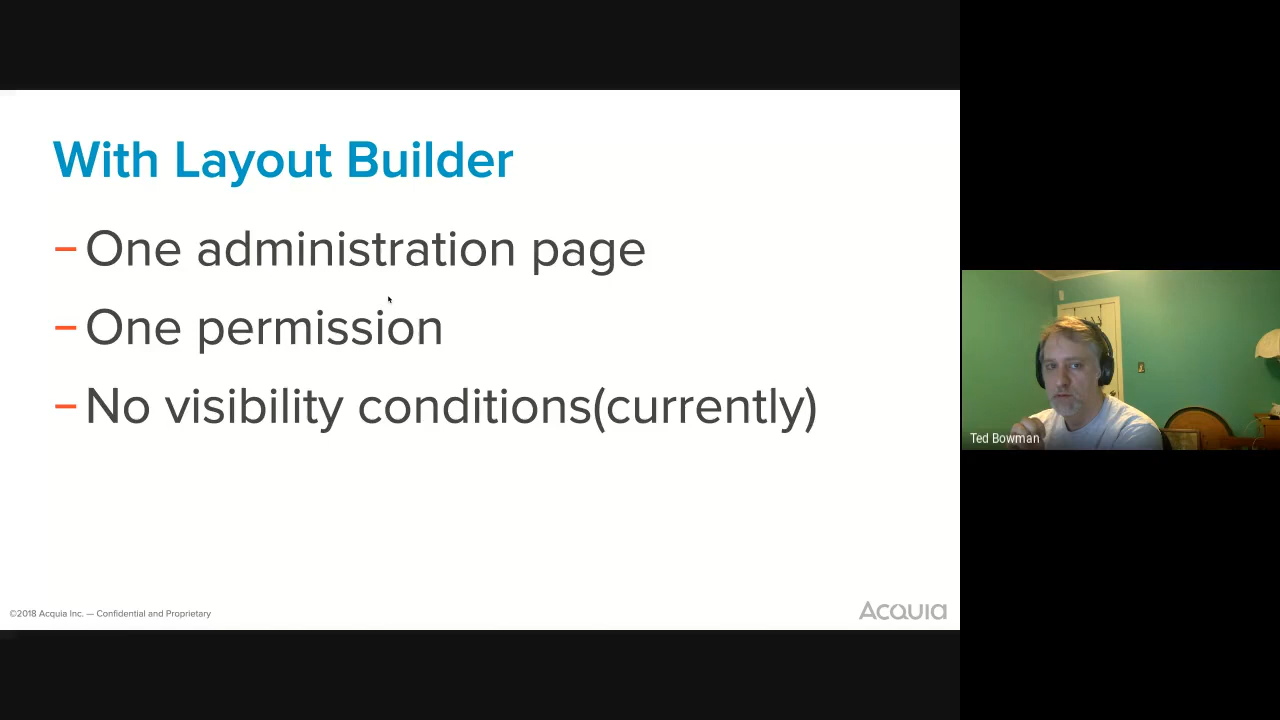 With Layout Builder
– One administration page
– One permission
– No visibility conditions(currently)
©2018 Acquia Inc. — Confidential and Proprietary
ACQUIA
Ted Bowman